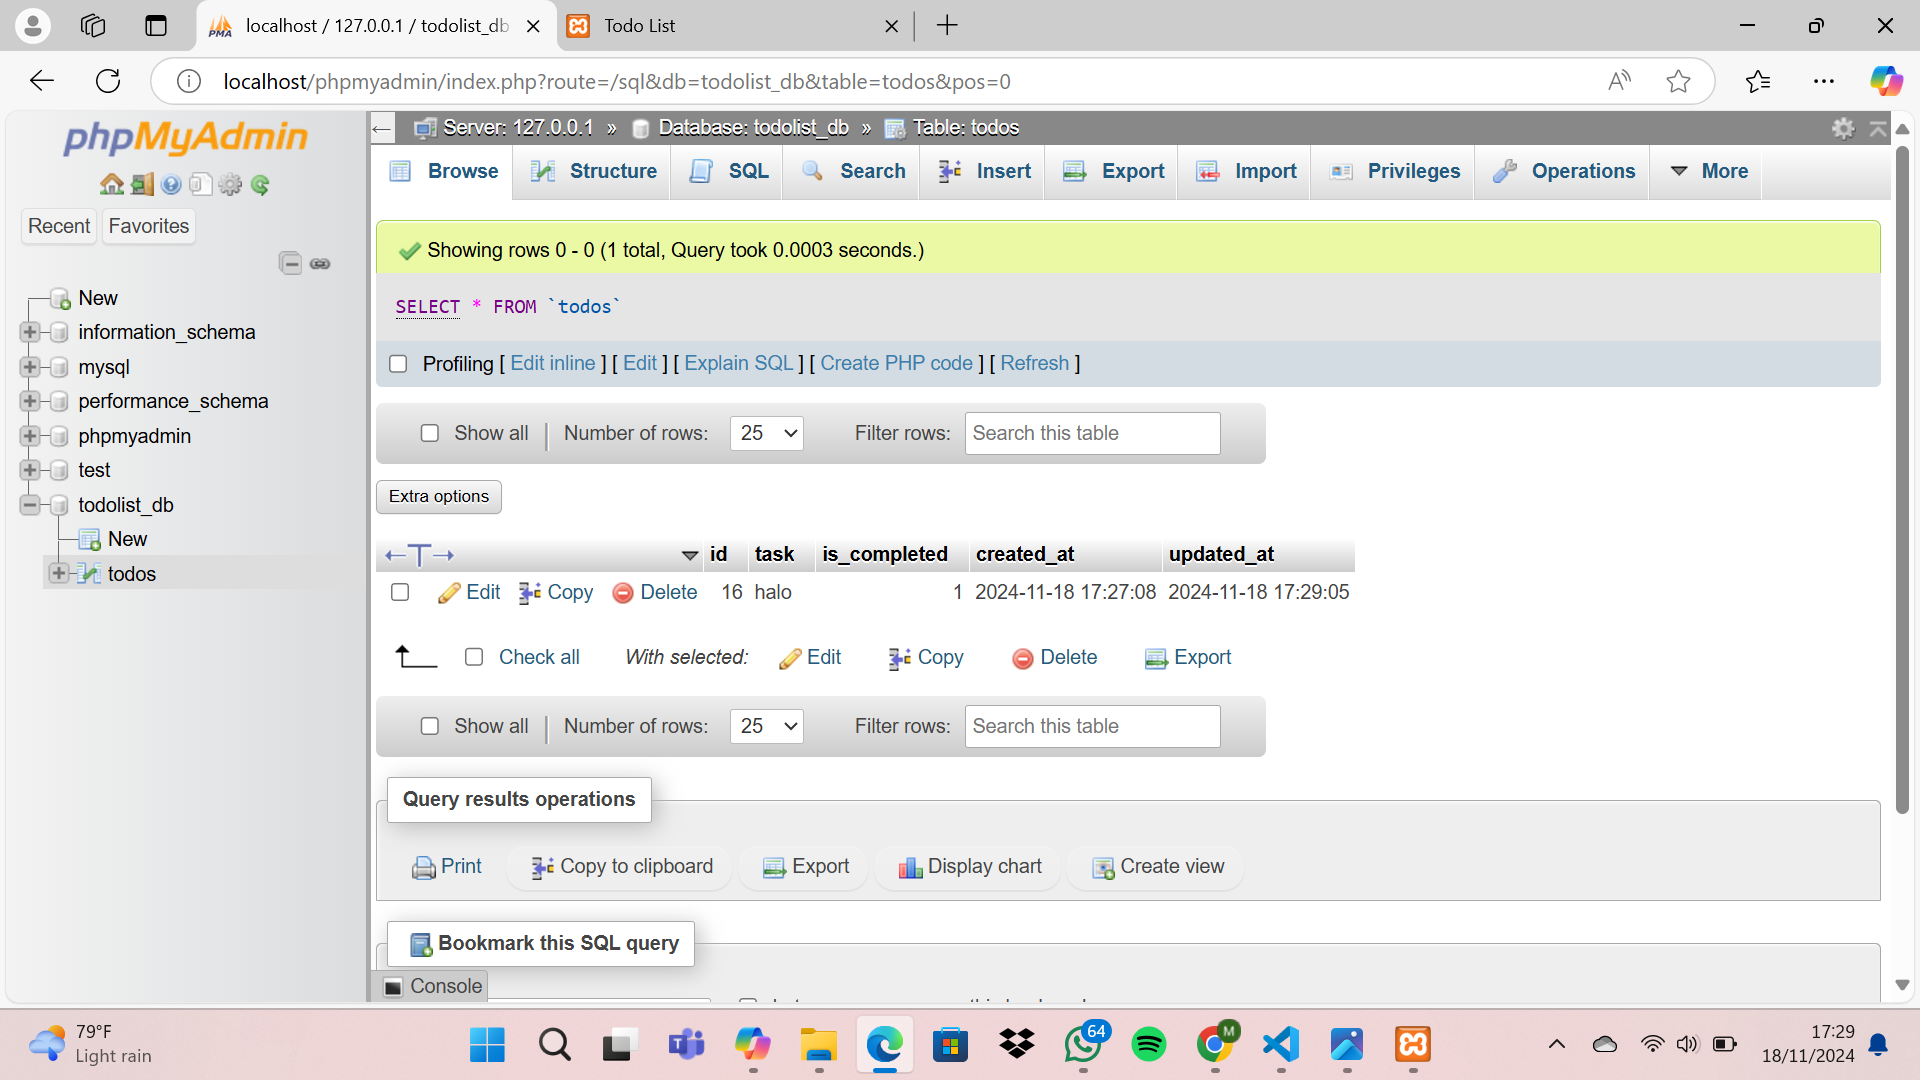 localhost / 127.0.0.1 / todolist_db
Todo List
localhost/phpmyadmin/index.php?route=/sql&db=todolist_db&table=todos&pos=0
phpMyAdmin
Recent
Favorites
New
information_schema
mysql
performance_schema
phpmyadmin
test
todolist_db
New
todos
Server: 127.0.0.1 » Database: todolist_db » Table: todos
Browse Structure SQL Search Insert Export Import Privileges Operations More
Showing rows 0 - 0 (1 total, Query took 0.0003 seconds.)
SELECT * FROM `todos`
Profiling [ Edit inline ] [ Edit ] [ Explain SQL ] [ Create PHP code ] [ Refresh ]
Show all | Number of rows: 25 Filter rows: Search this table
Extra options
←T→ id task is_completed created_at updated_at
Edit Copy Delete 16 halo 1 2024-11-18 17:27:08 2024-11-18 17:29:05
Check all With selected: Edit Copy Delete Export
Show all | Number of rows: 25 Filter rows: Search this table
Query results operations
Print Copy to clipboard Export Display chart Create view
Bookmark this SQL query
Console
79°F
Light rain
64
M
17:29
18/11/2024